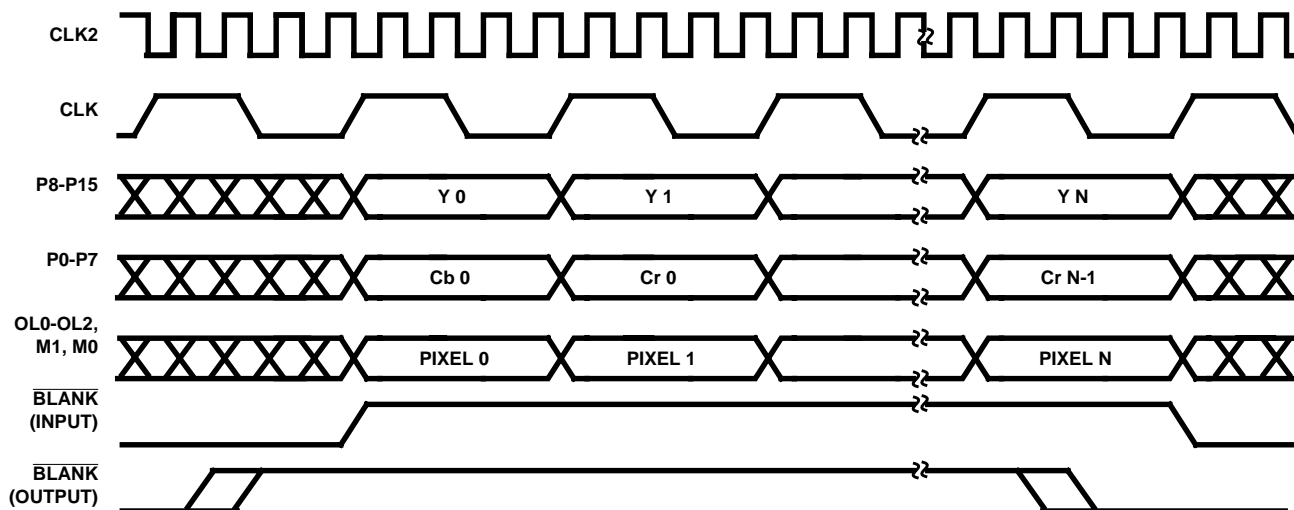 CLK2
CLK
P8-P15
Y 0 Y 1 Y N
P0-P7
Cb 0 Cr 0 Cr N-1
OL0-OL2,
M1, M0
PIXEL 0 PIXEL 1 PIXEL N
BLANK
(INPUT)
BLANK
(OUTPUT)